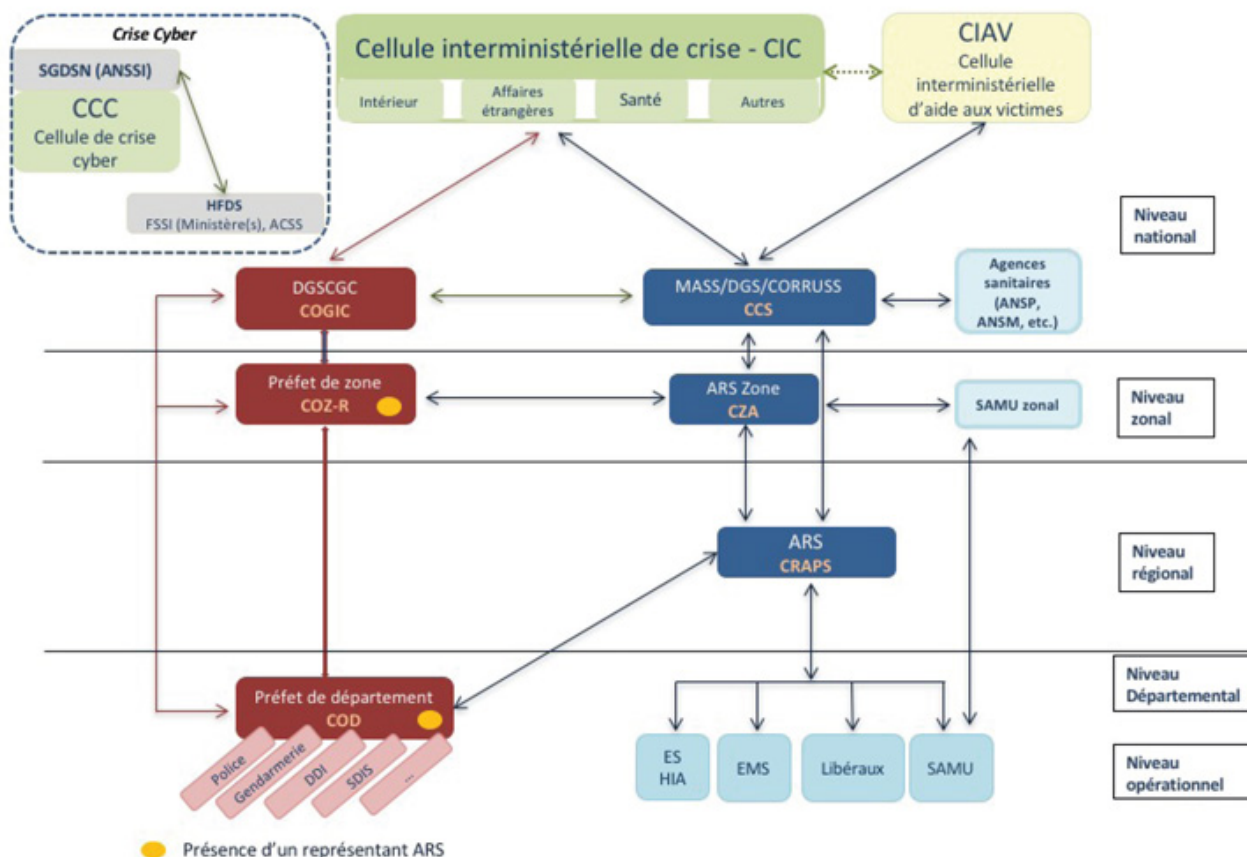 Crise Cyber
SGDSN (ANSSI)
CCC
Cellule de crise
cyber
HFDS
FSSI (Ministère(s), ACSS
Cellule interministérielle de crise - CIC
Intérieur
Affaires
étrangères
Santé
Autres
CIAV
Cellule
interministérielle
d'aide aux victimes
Niveau
national
DGSCGC
COGIC
MASS/DGS/CORRUSS
CCS
Agences
sanitaires
(ANSP,
ANSM, etc.)
Préfet de zone
COZ-R
ARS Zone
CZA
SAMU zonal
Niveau
zonal
ARS
CRAPS
Niveau
régional
Préfet de département
COD
Niveau
Départemental
Police
Gendarmerie
DDI
SDIS
...
ES
HIA
EMS
Libéraux
SAMU
Niveau
opérationnel
Présence d'un représentant ARS